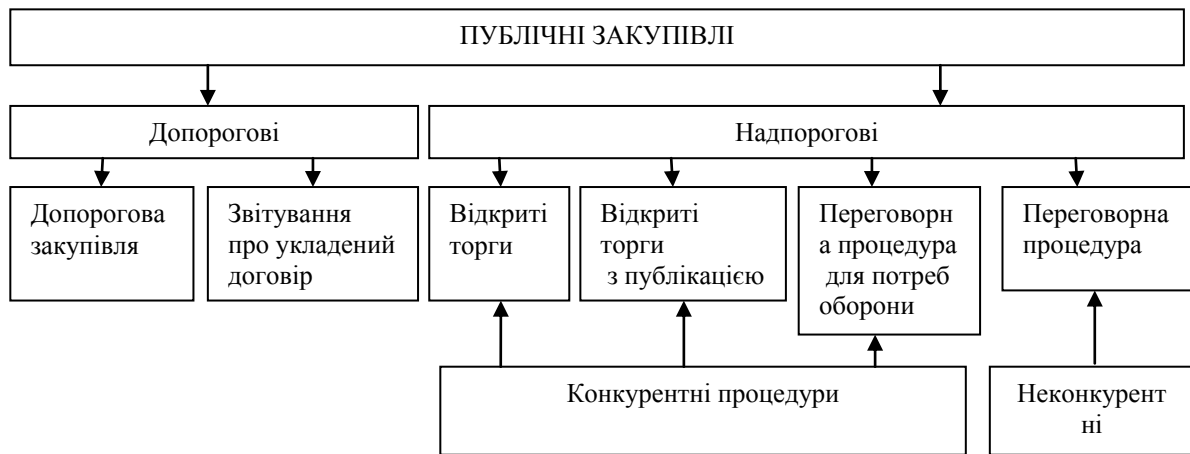 ПУБЛІЧНІ ЗАКУПІВЛІ
Допорогові
Надпорогові
Допорогова
закупівля
Звітування
про укладений
договір
Відкриті
торги
Відкриті
торги
з публікацією
Переговорн
а процедура
для потреб
оборони
Переговорна
процедура
Конкурентні процедури
Неконкурент
ні